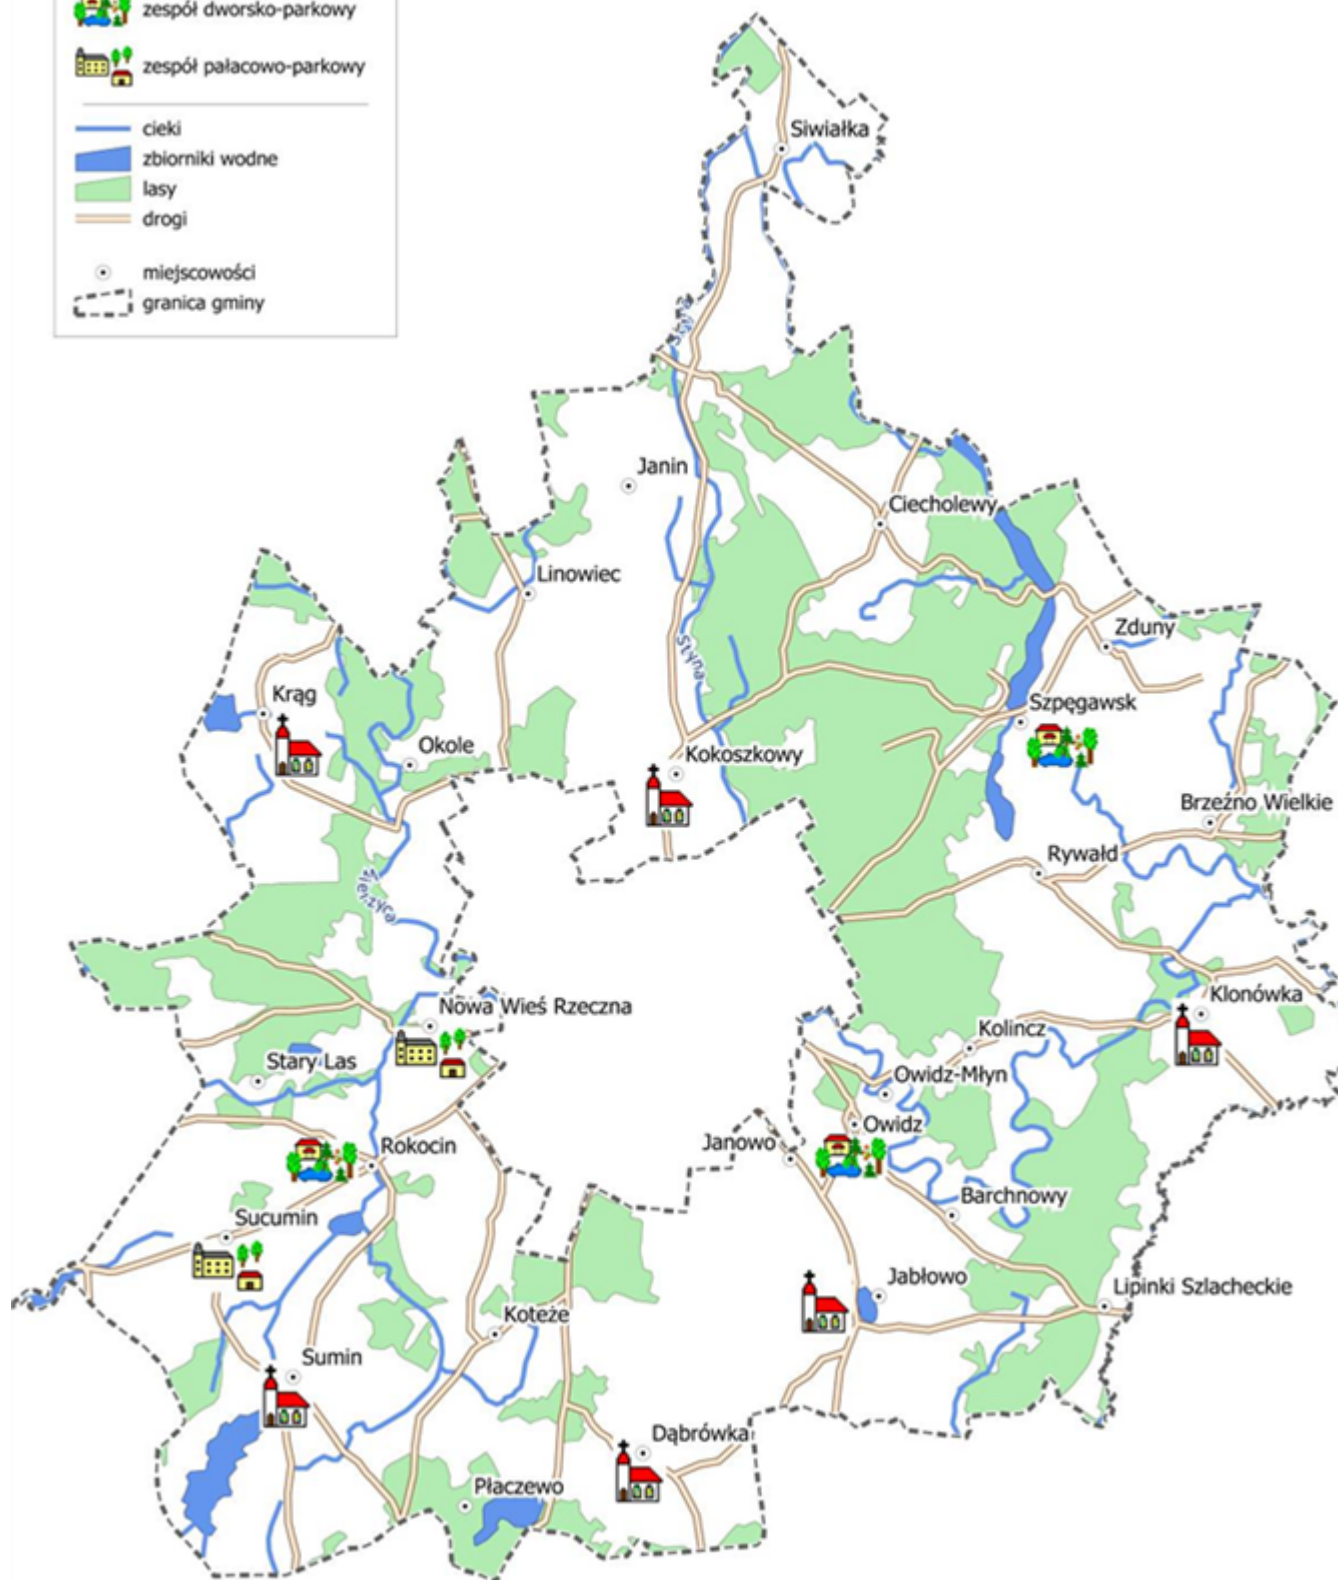 zespół dworsko-parkowy
zespół pałacowo-parkowy
cieki
zbiorniki wodne
lasy
drogi
miejscowości
granica gminy
Siwiałka
Janin
Ciecholewy
Linowiec
Zduny
Styna
Krąg
Szpęgawsk
Okole
Kokoszkowy
Brzeźno Wielkie
Rywałd
Wierzyca
Klonówka
Nowa Wieś Rzeczna
Kolincz
Stary Las
Owidz-Młyn
Owidz
Janowo
Rokocin
Barchnowy
Sucumin
Jabłowo
Lipinki Szlacheckie
Koteże
Sumin
Dąbrówka
Płaczewo